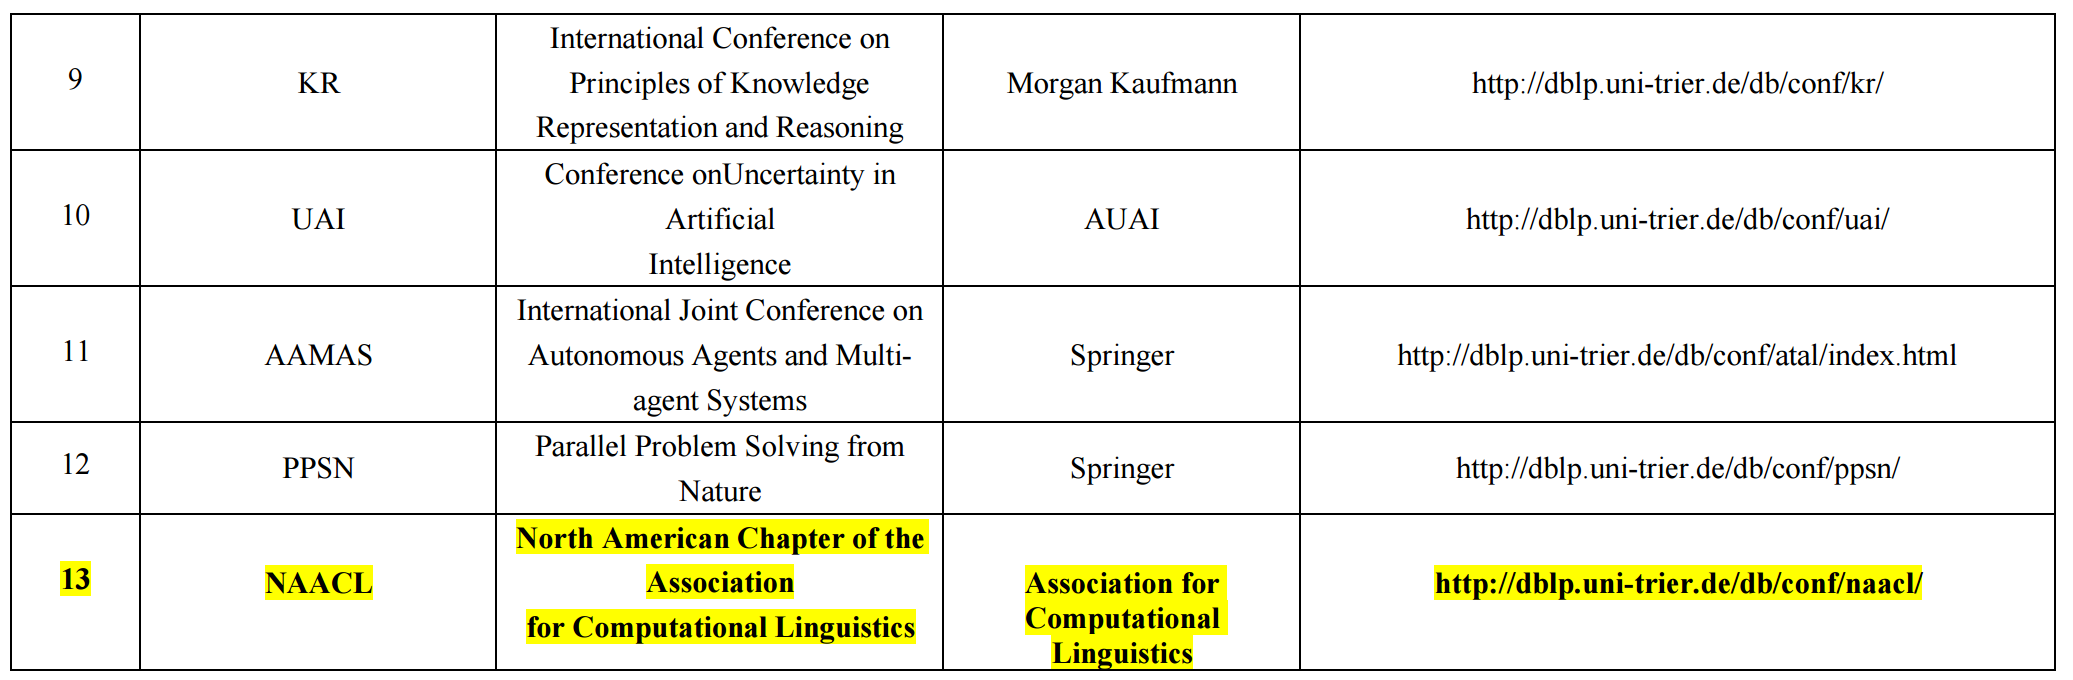 9
KR
International Conference on
Principles of Knowledge
Representation and Reasoning
Morgan Kaufmann
http://dblp.uni-trier.de/db/conf/kr/
10
UAI
Conference onUncertainty in
Artificial
Intelligence
AUAI
http://dblp.uni-trier.de/db/conf/uai/
11
AAMAS
International Joint Conference on
Autonomous Agents and Multi-
agent Systems
Springer
http://dblp.uni-trier.de/db/conf/atal/index.html
12
PPSN
Parallel Problem Solving from
Nature
Springer
http://dblp.uni-trier.de/db/conf/ppsn/
13
NAACL
North American Chapter of the
Association
for Computational Linguistics
Association for
Computational
Linguistics
http://dblp.uni-trier.de/db/conf/naacl/